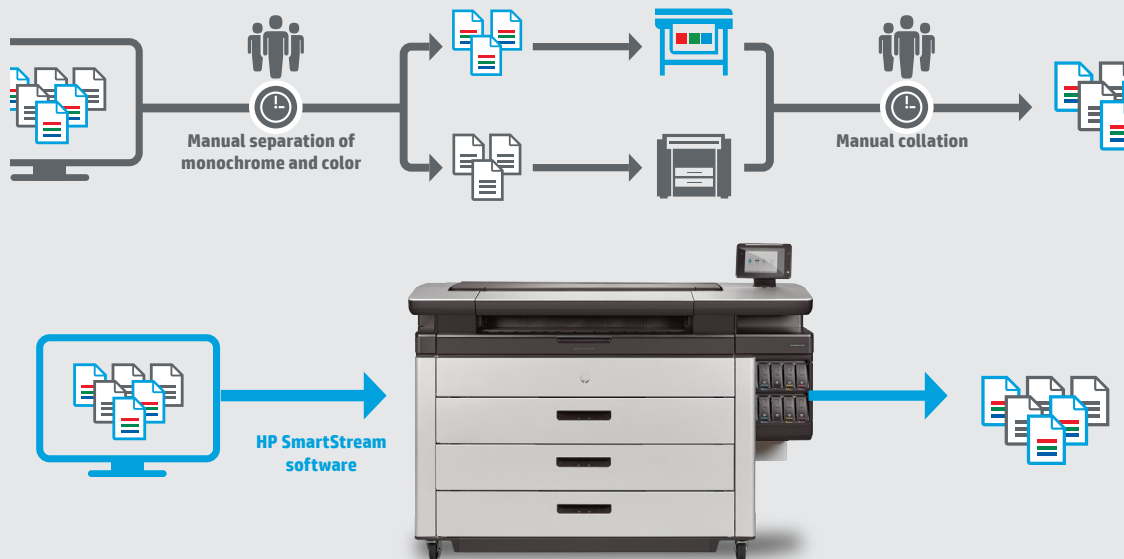 Manual separation of
monochrome and color
Manual collation
HP SmartStream
software